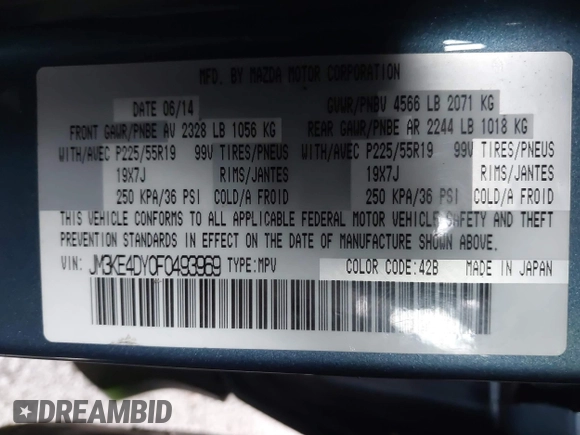 MFD. BY MAZDA MOTOR CORPORATION
DATE 06/14 GVWR/PNBV 4566 LB 2071 KG
FRONT GAWR/PNBE AV 2328 LB 1056 KG REAR GAWR/PNBE AR 2244 LB 1018 KG
WITH/AVEC P225/55R19 99V TIRES/PNEUS WITH/AVEC P225/55R19 99V TIRES/PNEUS
19X7J RIMS/JANTES 19X7J RIMS/JANTES
250 KPA/36 PSI COLD/A FROID 250 KPA/36 PSI COLD/A FROID
THIS VEHICLE CONFORMS TO ALL APPLICABLE FEDERAL MOTOR VEHICLE SAFETY AND THEFT
PREVENTION STANDARDS IN EFFECT ON THE DATE OF MANUFACTURE SHOWN ABOVE.
VIN: JM3KE4DY0F0493969 TYPE:MPV COLOR CODE:42B MADE IN JAPAN
DREAMBID